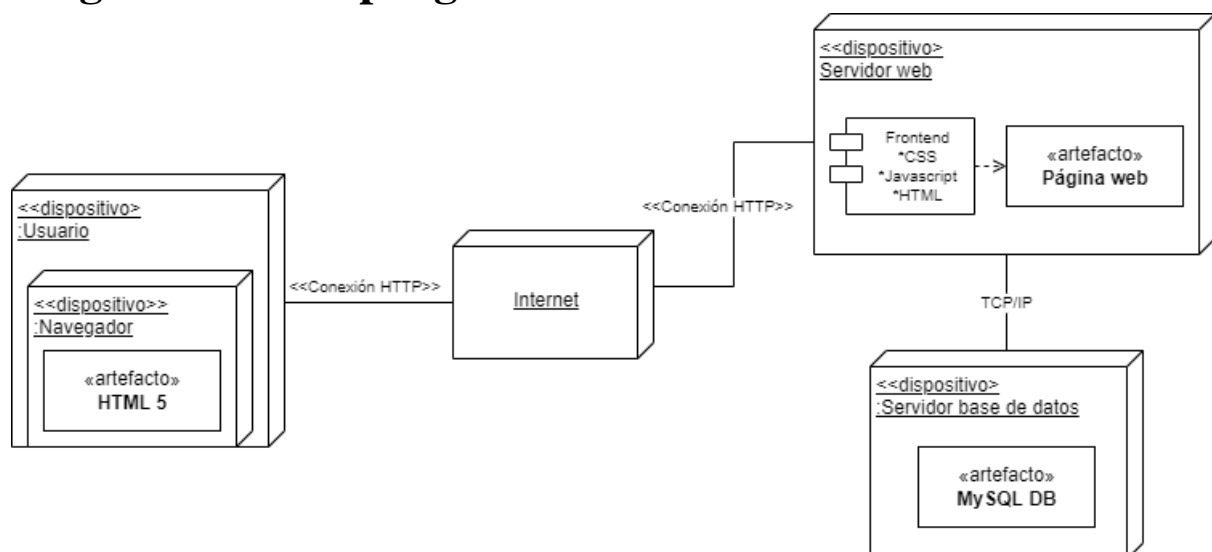 <<dispositivo>
Servidor web
Frontend
*CSS
*Javascript
*HTML
«artefacto»
Página web
<<Conexión HTTP>>
<<dispositivo>
:Usuario
<<dispositivo>>
:Navegador
«artefacto»
HTML 5
<<Conexión HTTP>>
Internet
TCP/IP
<<dispositivo>
:Servidor base de datos
«artefacto»
MySQL DB